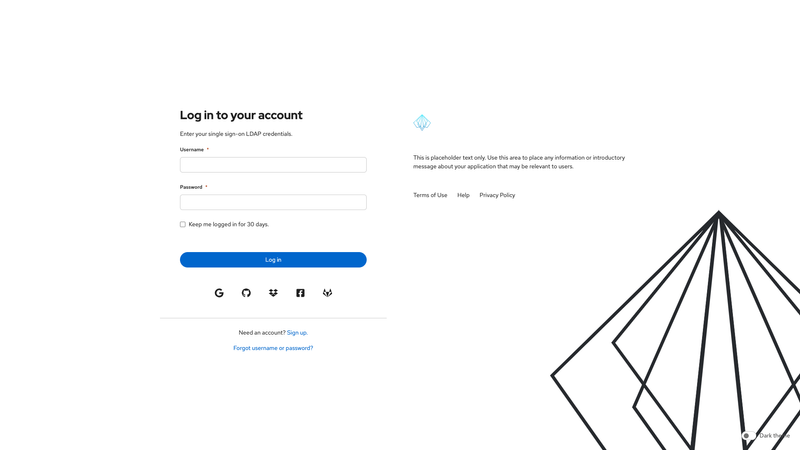 Log in to your account
Enter your single sign-on LDAP credentials.
Username *
Password *
Keep me logged in for 30 days.
Log in
Need an account? Sign up.
Forgot username or password?
This is placeholder text only. Use this area to place any information or introductory
message about your application that may be relevant to users.
Terms of Use Help Privacy Policy
Dark theme